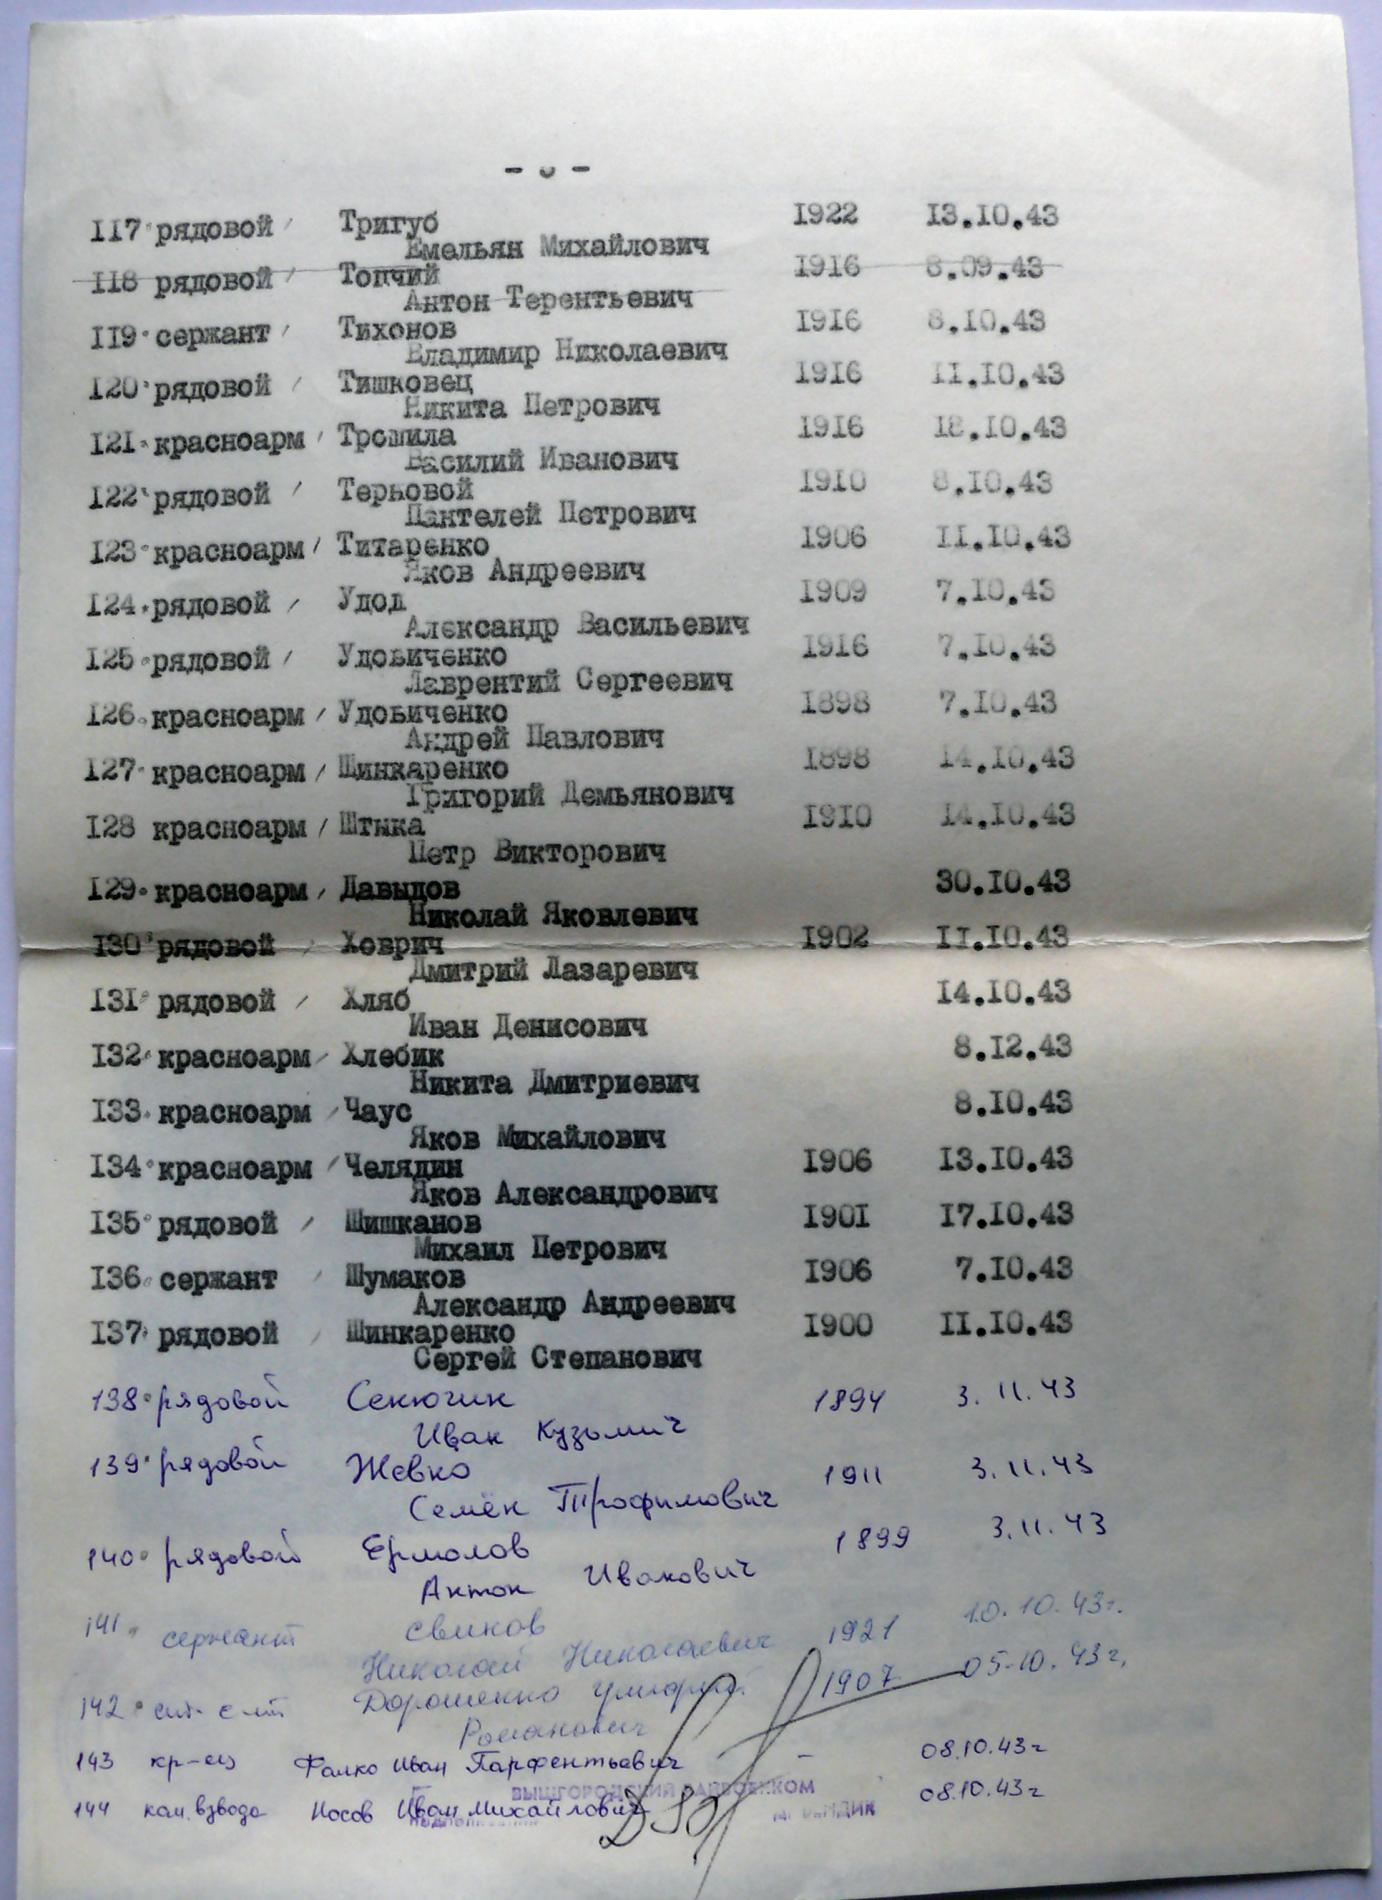 117 рядовой Тригуб 1922 13.10.43
Емельян Михайлович
118 рядовой Топчий 1916 8.09.43
Антон Терентьевич
119 сержант Тихонов 1916 8.10.43
Владимир Николаевич
120 рядовой Тишковец 1916 11.10.43
Никита Петрович
121 красноарм 1916 18.10.43
Василий Иванович
122 рядовой Терновой 1910 8.10.43
Пантелей Петрович
123 красноарм Титаренко 1906 11.10.43
Яков Андреевич
124 рядовой Удод 1909 7.10.43
Александр Васильевич
125 рядовой Удовиченко 1916 7.10.43
Лаврентий Сергеевич
126 красноарм Удовиченко 1898 7.10.43
Андрей Павлович
127 красноарм Шинкаренко 1898 14.10.43
Григорий Демьянович
128 красноарм Штыка 1910 14.10.43
Петр Викторович
129 красноарм Давыдов 30.10.43
Николай Яковлевич
130 рядовой Ховрич 1902 11.10.43
Дмитрий Лазаревич
131 рядовой Хляб 14.10.43
Иван Денисович
132 красноарм Хлебик 8.12.43
Никита Дмитриевич
133 красноарм Чаус 8.10.43
Яков Михайлович
134 красноарм Челядин 1906 13.10.43
Яков Александрович
135 рядовой Шишканов 1901 17.10.43
Михаил Петрович
136 сержант Шумаков 1906 7.10.43
Александр Андреевич
137 рядовой Шинкаренко 1900 11.10.43
Сергей Степанович
138 рядовой Секючик 1894 3.11.43
Иван Кузьмич
139 рядовой Жевко 1911 3.11.43
Семён Трофимович
140 рядовой Ермолов 1899 3.11.43
Антон Иванович
141 сержант Свиков 1921 10.10.43г.
Николай Николаевич
142 Дорошенко 1907 05.10.43г.
Романович
143 Фалко Иван Парфентьевич - 08.10.43г
144 ком. взвода Носов Иван Михайлович 08.10.43г
ВЫШГОРОДСКИЙ РАЙВОЕНКОМ